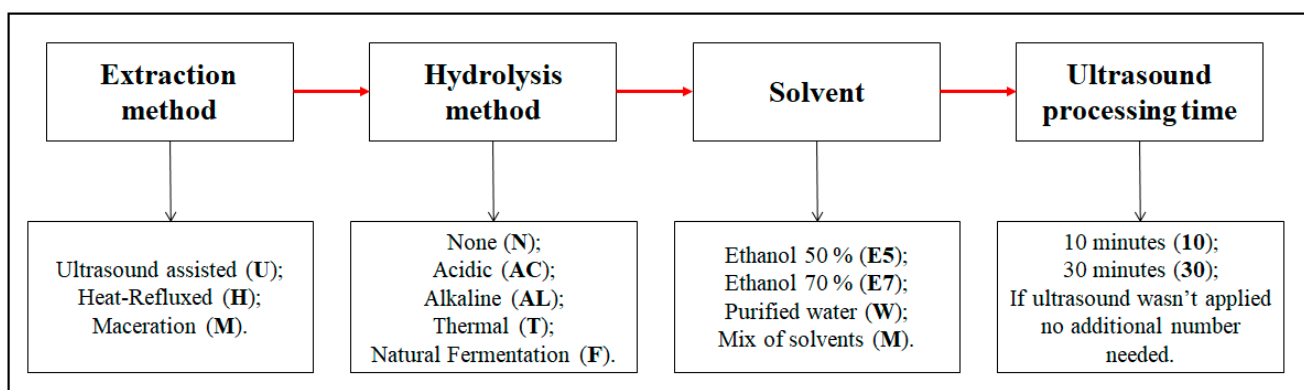 Extraction
method
Hydrolysis
method
Solvent
Ultrasound
processing time
Ultrasound assisted (U);
Heat-Refluxed (H);
Maceration (M).
None (N);
Acidic (AC);
Alkaline (AL);
Thermal (T);
Natural Fermentation (F).
Ethanol 50 % (E5);
Ethanol 70 % (E7);
Purified water (W);
Mix of solvents (M).
10 minutes (10);
30 minutes (30);
If ultrasound wasn’t applied
no additional number
needed.